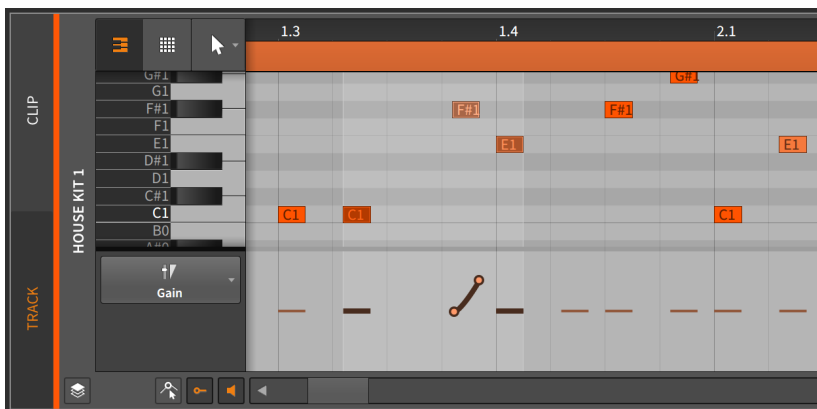 1.3 1.4 2.1
CLIP
TRACK
HOUSE KIT 1
G#1
G1
F#1
F1
E1
D#1
D1
C#1
C1
B0
A#0
G#1
F#1 F#1
E1 E1
C1 C1 C1
Gain